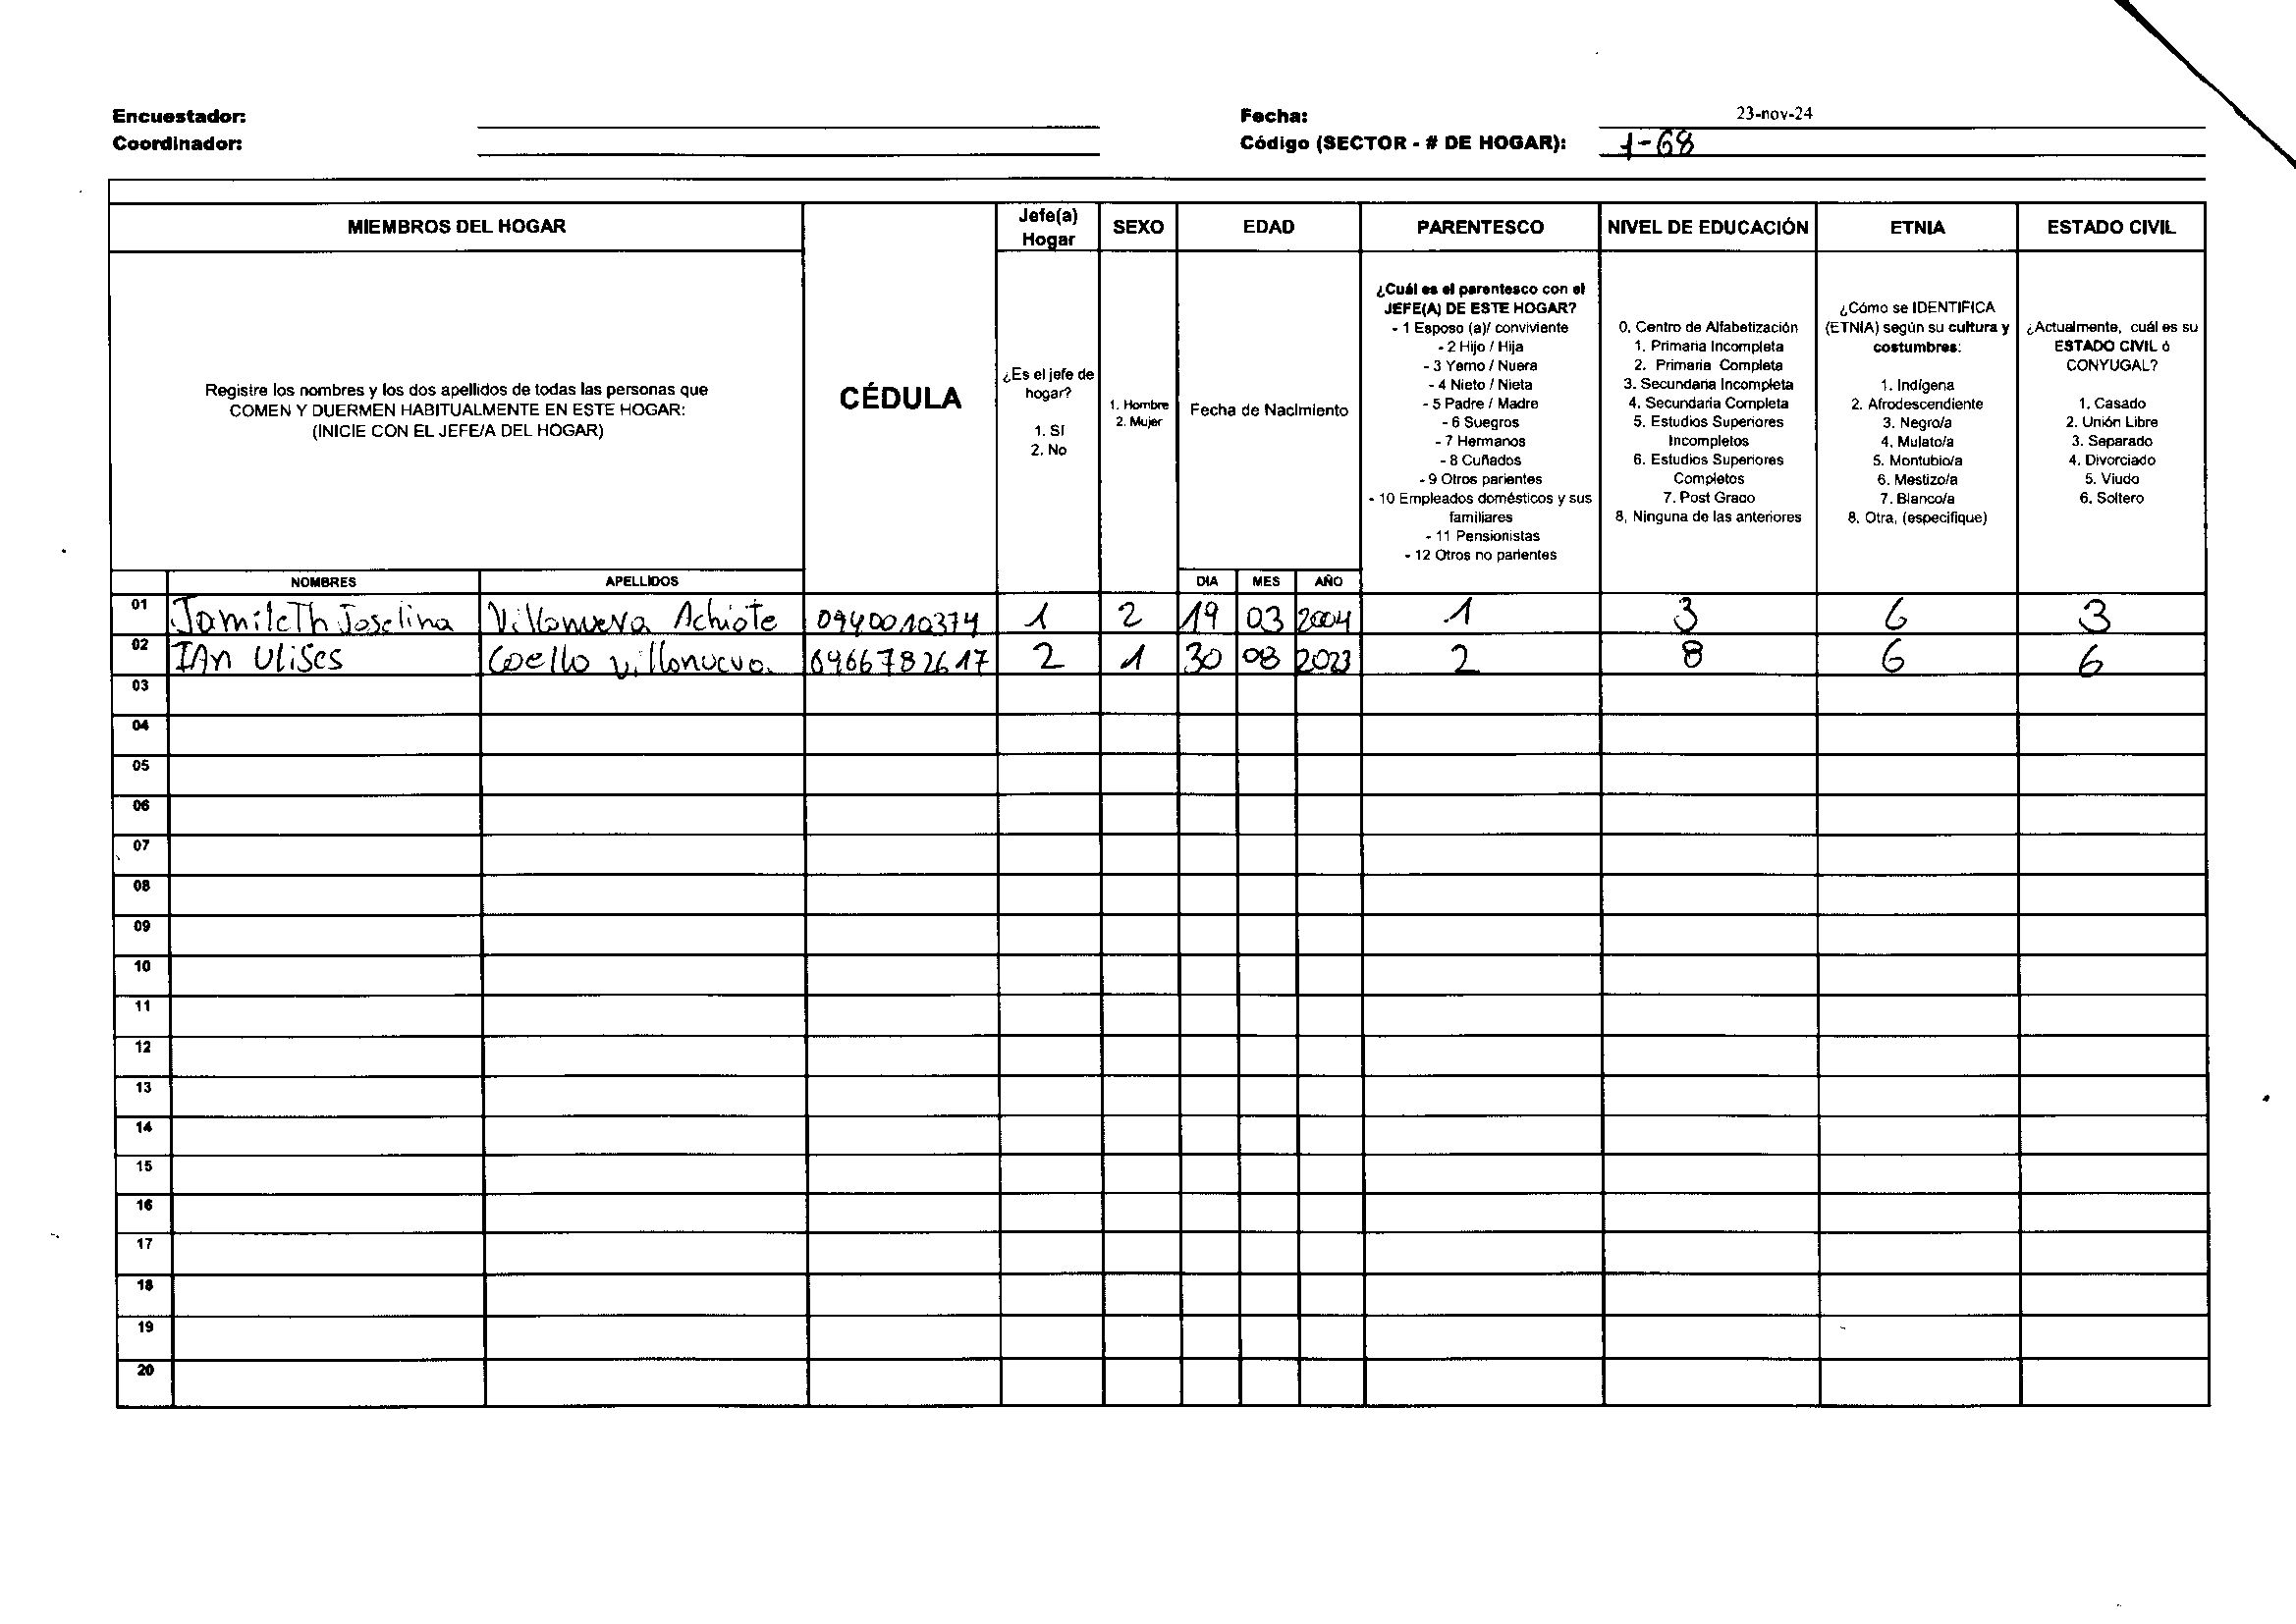 Encuestador:
Coordinador:
Fecha: 23-nov-24
Código (SECTOR - # DE HOGAR): 1-68
MIEMBROS DEL HOGAR
Registre los nombres y los dos apellidos de todas las personas que
COMEN Y DUERMEN HABITUALMENTE EN ESTE HOGAR:
(INICIE CON EL JEFE/A DEL HOGAR)
NOMBRES APELLIDOS
CÉDULA
Jefe(a)
Hogar
¿Es el jefe de
hogar?
1. SI
2. No
SEXO
1. Hombre
2. Mujer
EDAD
Fecha de Nacimiento
DIA MES AÑO
PARENTESCO
¿Cuál es el parentesco con el
JEFE(A) DE ESTE HOGAR?
- 1 Esposo (a)/ conviviente
- 2 Hijo / Hija
- 3 Yerno / Nuera
- 4 Nieto / Nieta
- 5 Padre / Madre
- 6 Suegros
- 7 Hermanos
- 8 Cuñados
- 9 Otros parientes
- 10 Empleados domésticos y sus
familiares
- 11 Pensionistas
- 12 Otros no parientes
NIVEL DE EDUCACIÓN
0. Centro de Alfabetización
1. Primaria Incompleta
2. Primaria Completa
3. Secundaria Incompleta
4. Secundaria Completa
5. Estudios Superiores
Incompletos
6. Estudios Superiores
Completos
7. Post Grado
8, Ninguna de las anteriores
ETNIA
¿Cómo se IDENTIFICA
(ETNIA) según su cultura y
costumbres:
1. Indígena
2. Afrodescendiente
3. Negro/a
4. Mulato/a
5. Montubio/a
6. Mestizo/a
7. Blanco/a
8. Otra, (especifique)
ESTADO CIVIL
¿Actualmente, cuál es su
ESTADO CIVIL ó
CONYUGAL?
1. Casado
2. Unión Libre
3. Separado
4. Divorciado
5. Viudo
6. Soltero
01 Jamileth Joselina Villanueva Achiote 0940010374 1 2 19 03 2004 1 3 6 3
02 IAn Ulises Coello Villanueva 0966782617 2 1 30 08 2023 2 8 6 6
03
04
05
06
07
08
09
10
11
12
13
14
15
16
17
18
19
20